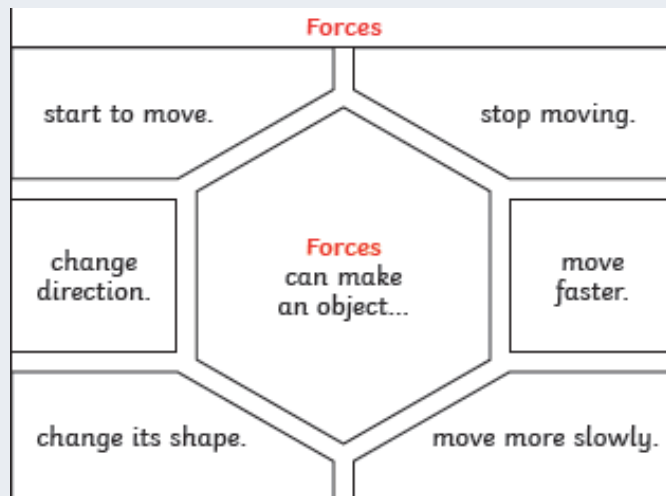 Forces
start to move.
stop moving.
change
direction.
Forces
can make
an object...
move
faster.
change its shape.
move more slowly.